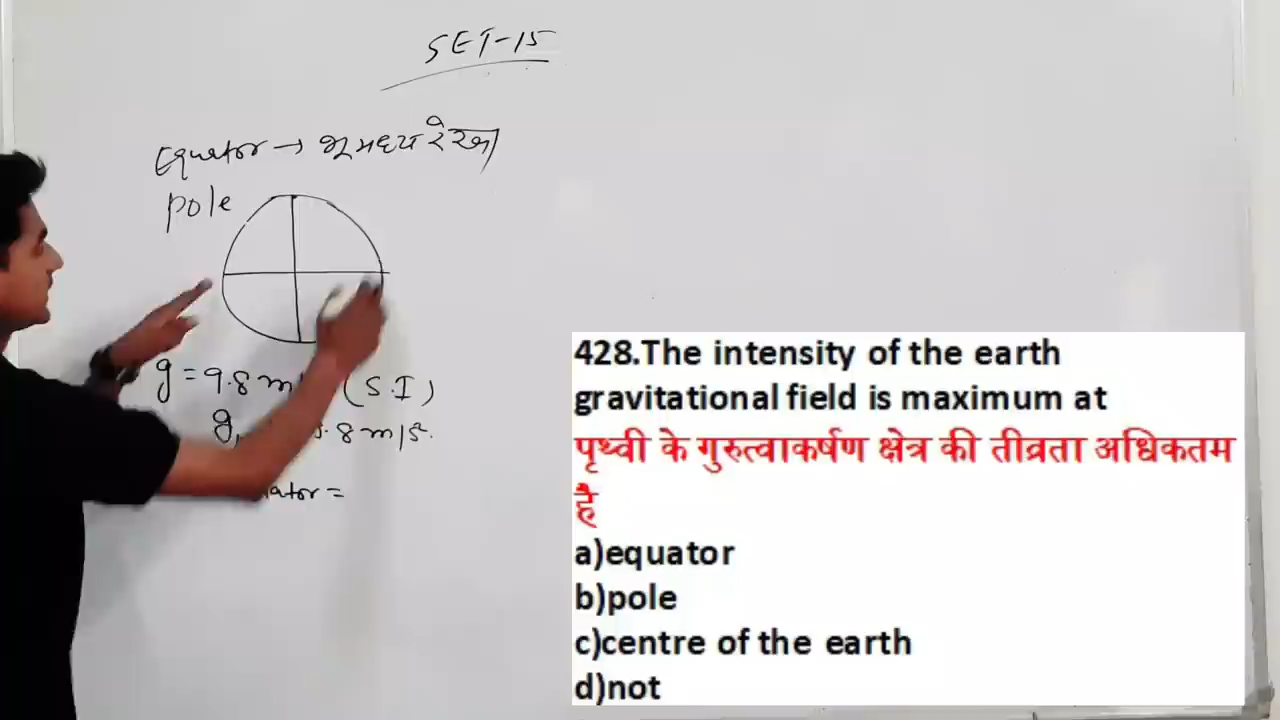 SET-15
Equator → भूमध्य रेखा
pole
g = 9.8 m (S.I)
.8 m/s².
ator =
428.The intensity of the earth
gravitational field is maximum at
पृथ्वी के गुरुत्वाकर्षण क्षेत्र की तीव्रता अधिकतम
है
a)equator
b)pole
c)centre of the earth
d)not